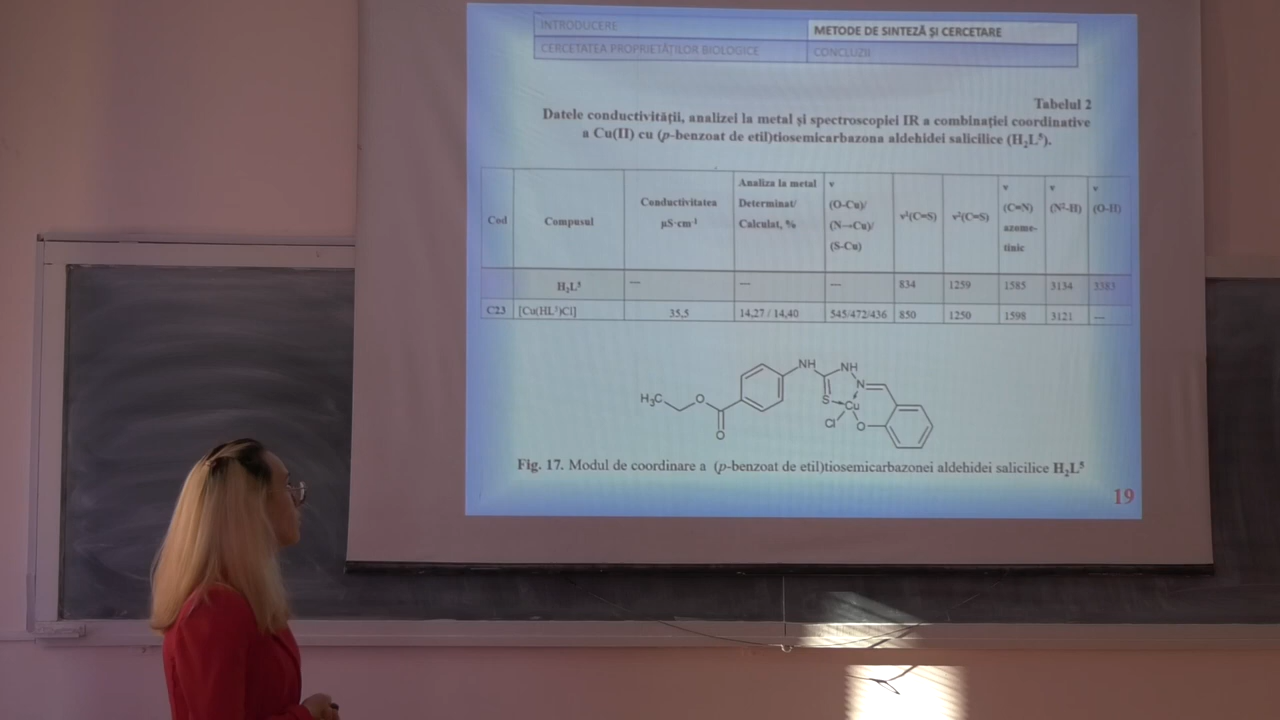 INTRODUCERE
METODE DE SINTEZĂ ȘI CERCETARE
CERCETATEA PROPRIETĂȚILOR BIOLOGICE
CONCLUZII
Tabelul 2
Datele conductivității, analizei la metal și spectroscopiei IR a combinației coordinative
a Cu(II) cu (p-benzoat de etil)tiosemicarbazona aldehidei salicilice (H₂L⁵).
Cod
Compusul
Conductivitatea
µS·cm⁻¹
Analiza la metal
Determinat/
Calculat, %
ν
(O-Cu)/
(N→Cu)/
(S-Cu)
ν¹(C=S)
ν²(C=S)
ν
(C=N)
azome-
tinic
ν
(N²-H)
ν
(O-H)
H₂L⁵ --- --- --- 834 1259 1585 3134 3383
C23 [Cu(HL⁵)Cl] 35,5 14,27 / 14,40 545/472/436 850 1250 1598 3121 ---
H₃C
O
O
NH
S
NH
N
Cu
Cl
O
Fig. 17. Modul de coordinare a (p-benzoat de etil)tiosemicarbazonei aldehidei salicilice H₂L⁵
19